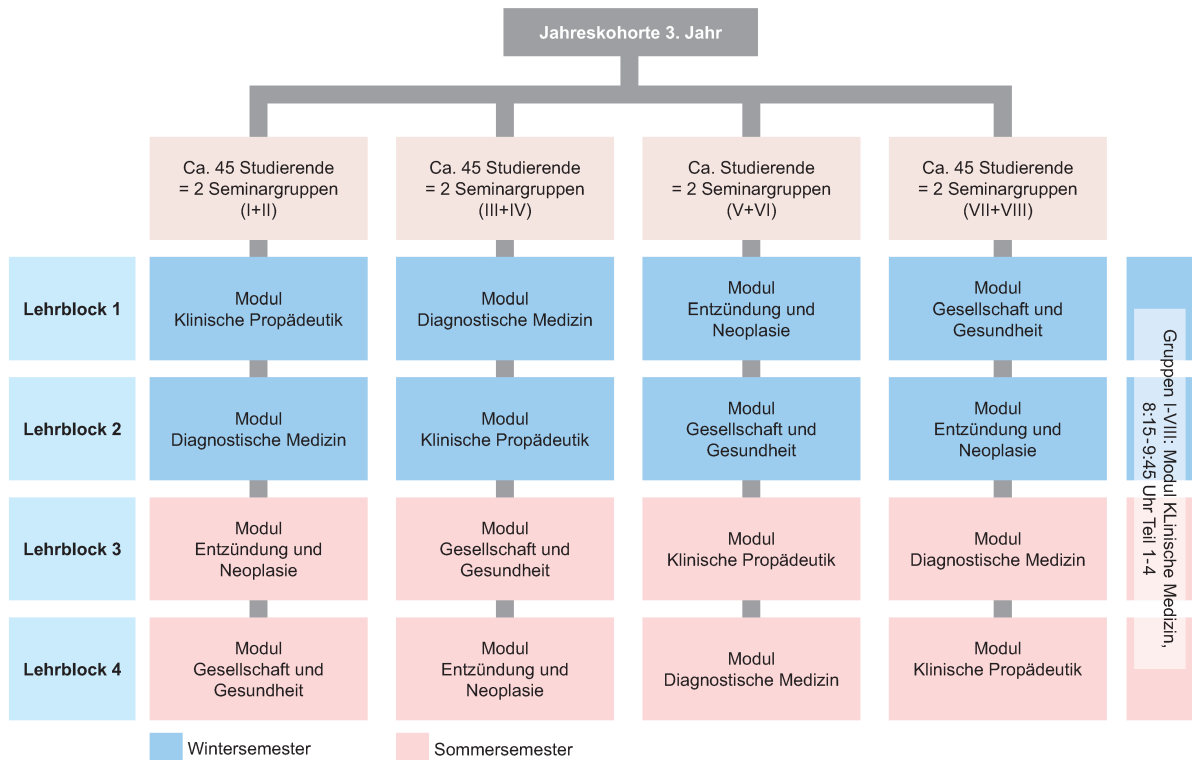 Jahreskohorte 3. Jahr
Ca. 45 Studierende
= 2 Seminargruppen
(I+II)
Ca. 45 Studierende
= 2 Seminargruppen
(III+IV)
Ca. Studierende
= 2 Seminargruppen
(V+VI)
Ca. 45 Studierende
= 2 Seminargruppen
(VII+VIII)
Lehrblock 1
Modul
Klinische Propädeutik
Modul
Diagnostische Medizin
Modul
Entzündung und
Neoplasie
Modul
Gesellschaft und
Gesundheit
Lehrblock 2
Modul
Diagnostische Medizin
Modul
Klinische Propädeutik
Modul
Gesellschaft und
Gesundheit
Modul
Entzündung und
Neoplasie
Lehrblock 3
Modul
Entzündung und
Neoplasie
Modul
Gesellschaft und
Gesundheit
Modul
Klinische Propädeutik
Modul
Diagnostische Medizin
Lehrblock 4
Modul
Gesellschaft und
Gesundheit
Modul
Entzündung und
Neoplasie
Modul
Diagnostische Medizin
Modul
Klinische Propädeutik
Gruppen I-VIII: Modul KLinische Medizin,
8:15-9:45 Uhr Teil 1-4
Wintersemester
Sommersemester